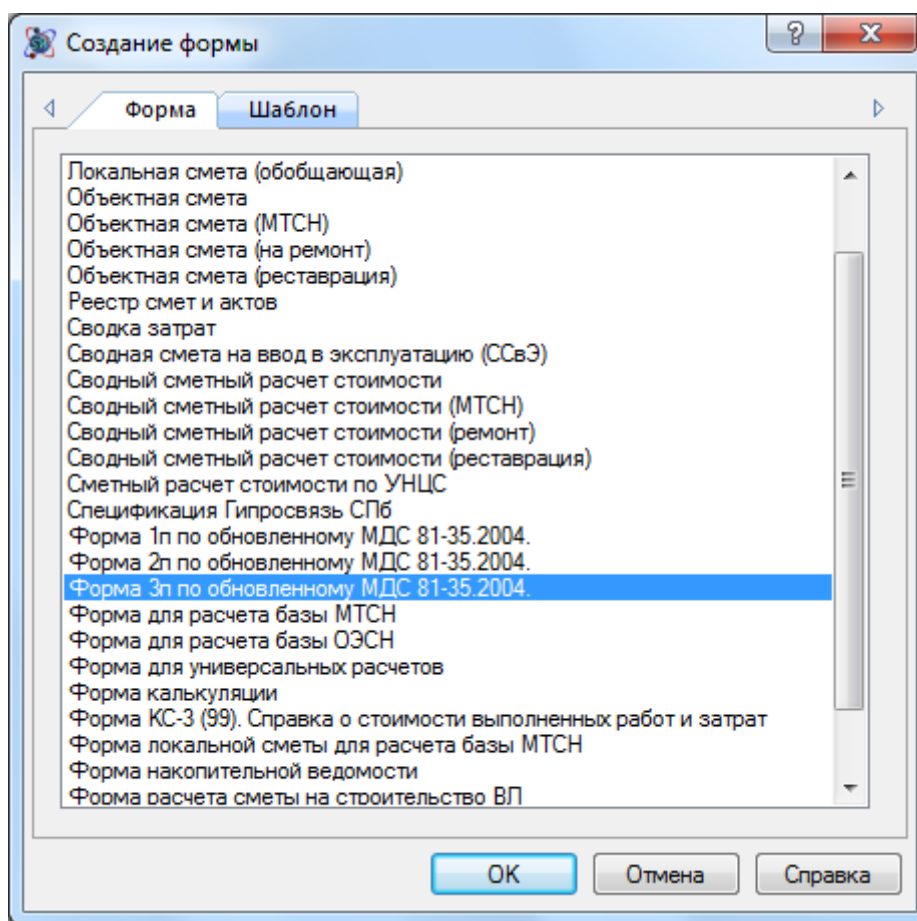 Создание формы
Форма
Шаблон
Локальная смета (обобщающая)
Объектная смета
Объектная смета (МТСН)
Объектная смета (на ремонт)
Объектная смета (реставрация)
Реестр смет и актов
Сводка затрат
Сводная смета на ввод в эксплуатацию (ССвЭ)
Сводный сметный расчет стоимости
Сводный сметный расчет стоимости (МТСН)
Сводный сметный расчет стоимости (ремонт)
Сводный сметный расчет стоимости (реставрация)
Сметный расчет стоимости по УНЦС
Спецификация Гипросвязь СПб
Форма 1п по обновленному МДС 81-35.2004.
Форма 2п по обновленному МДС 81-35.2004.
Форма 3п по обновленному МДС 81-35.2004.
Форма для расчета базы МТСН
Форма для расчета базы ОЭСН
Форма для универсальных расчетов
Форма калькуляции
Форма КС-3 (99). Справка о стоимости выполненных работ и затрат
Форма локальной сметы для расчета базы МТСН
Форма накопительной ведомости
Форма расчета сметы на строительство ВЛ
ОК
Отмена
Справка